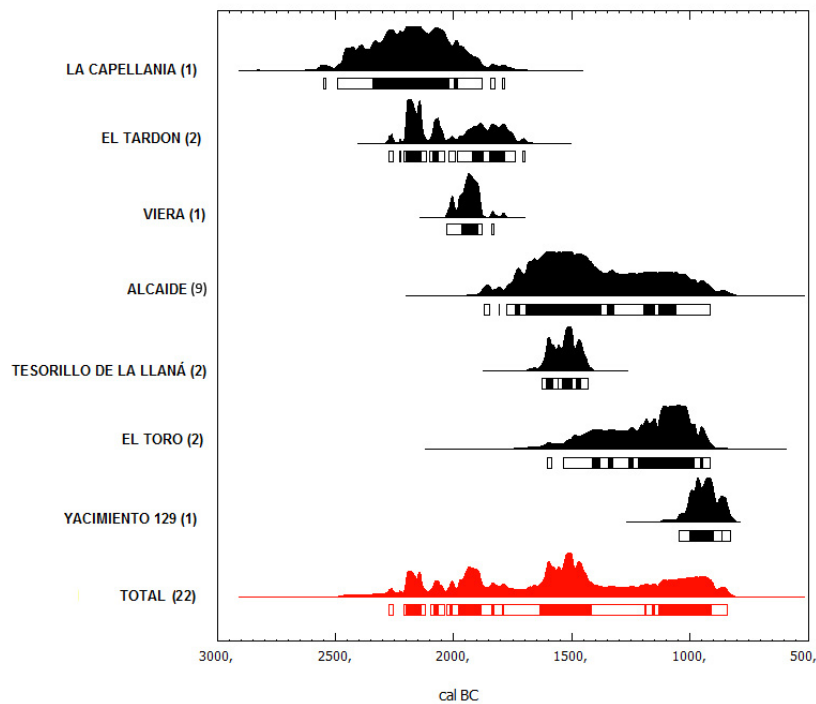 LA CAPELLANIA (1)
EL TARDON (2)
VIERA (1)
ALCAIDE (9)
TESORILLO DE LA LLANÁ (2)
EL TORO (2)
YACIMIENTO 129 (1)
TOTAL (22)
3000, 2500, 2000, 1500, 1000, 500,
cal BC